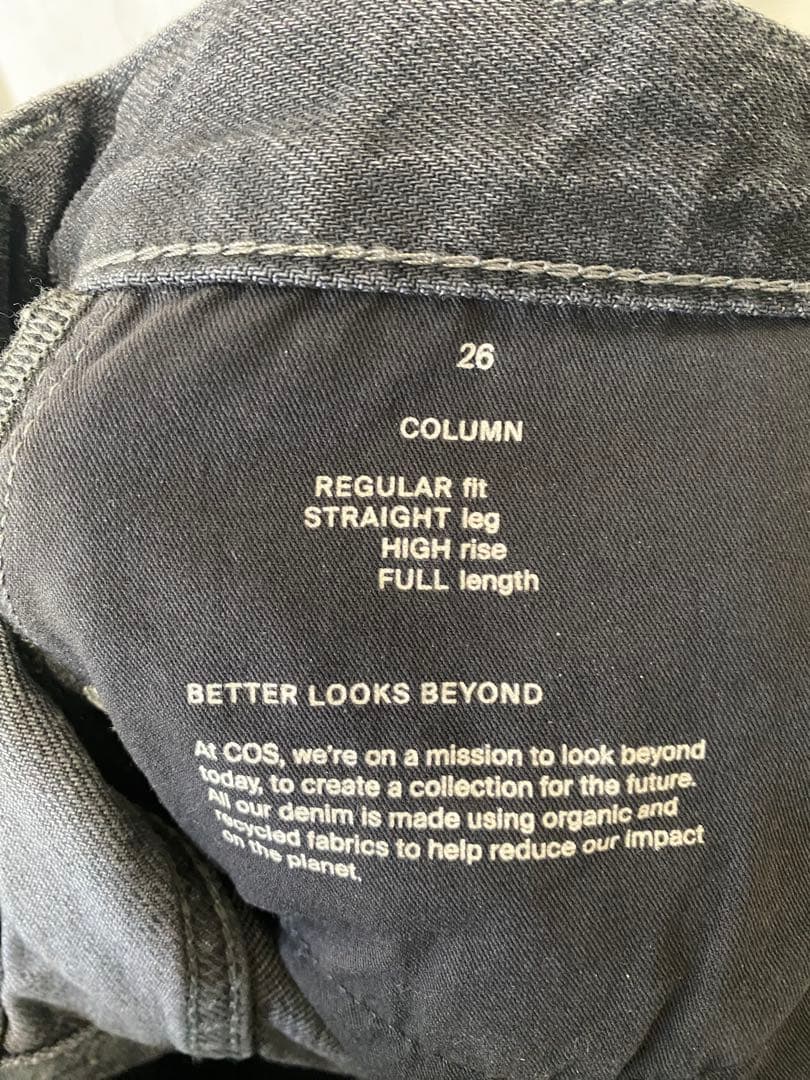 26
COLUMN
REGULAR fit
STRAIGHT leg
HIGH rise
FULL length
BETTER LOOKS BEYOND
At COS, we're on a mission to look beyond
today, to create a collection for the future.
All our denim is made using organic and
recycled fabrics to help reduce our impact
on the planet.